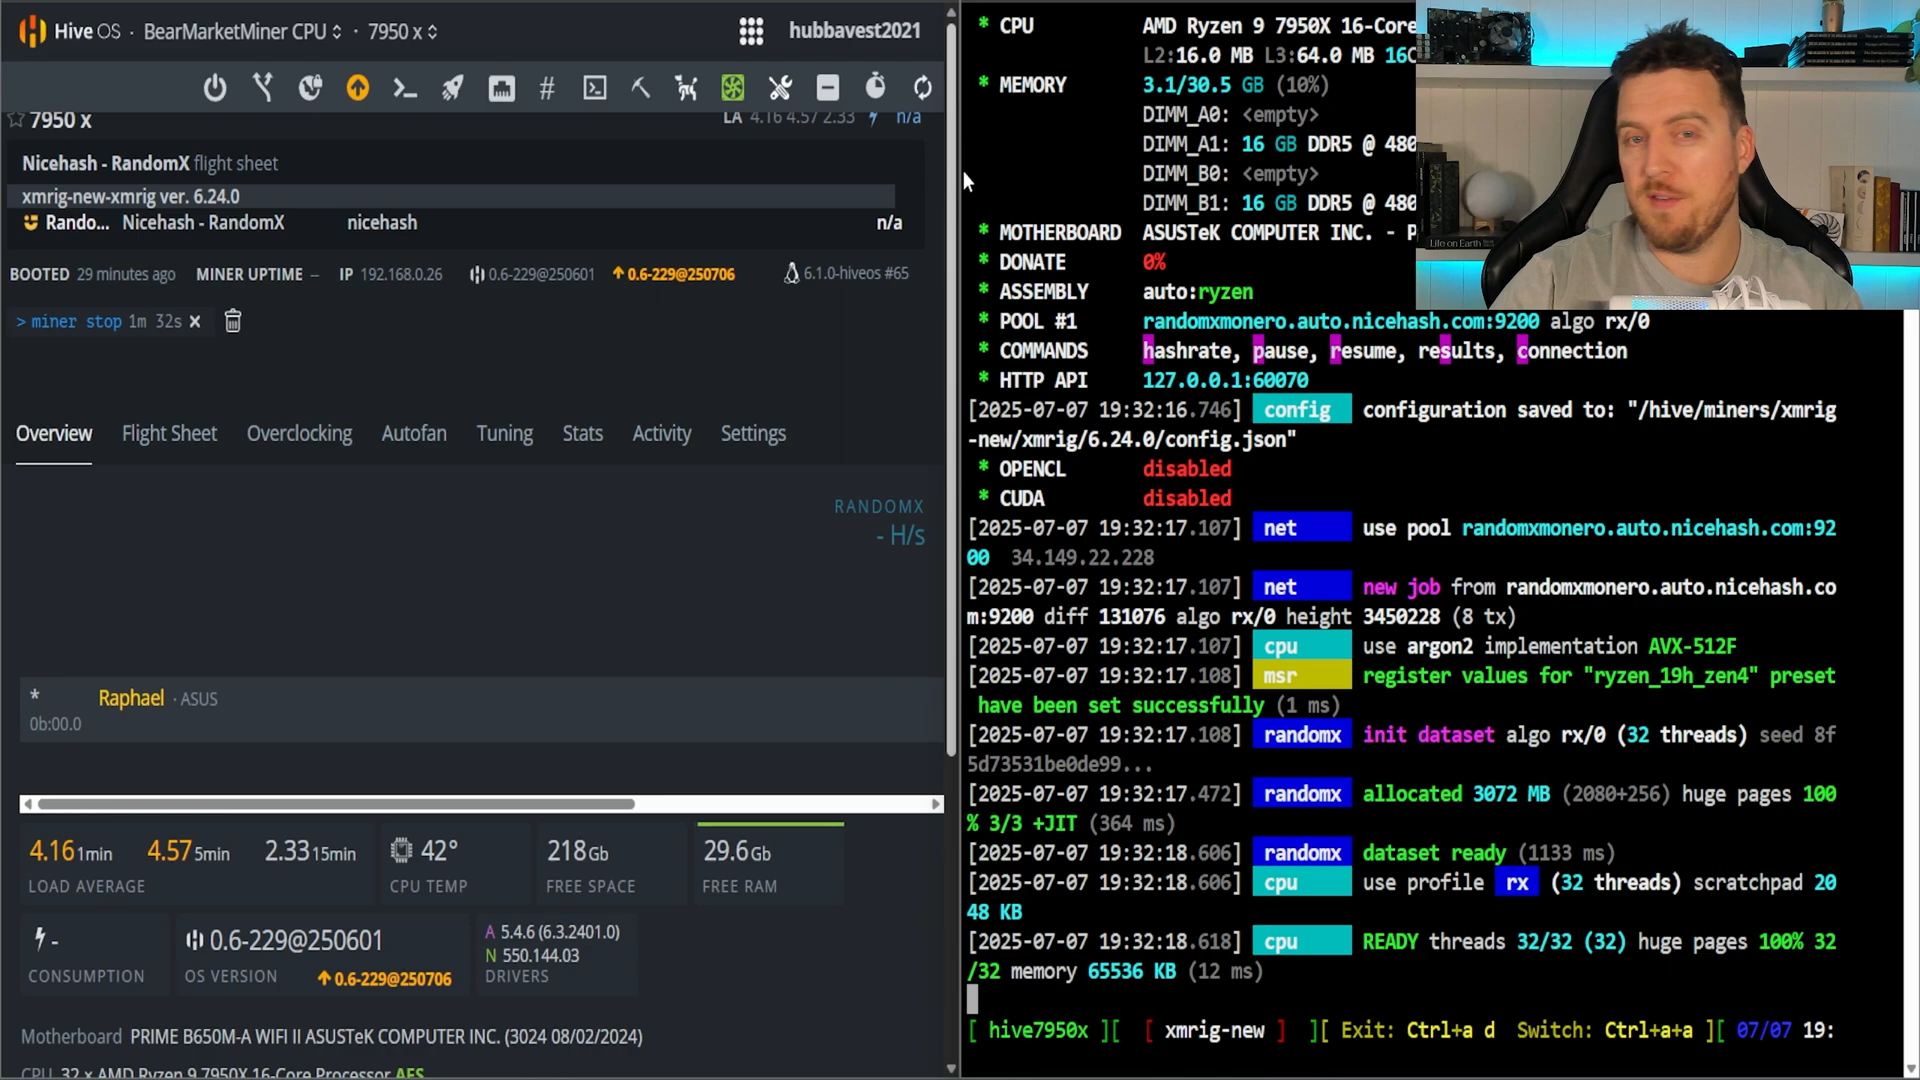 Hive OS · BearMarketMiner CPU · 7950 x
hubbavest2021
7950 x
LA 4.16 4.57 2.33 n/a
Nicehash - RandomX flight sheet
xmrig-new-xmrig ver. 6.24.0
Rando... Nicehash - RandomX nicehash n/a
BOOTED 29 minutes ago MINER UPTIME -- IP 192.168.0.26 0.6-229@250601 0.6-229@250706 6.1.0-hiveos #65
> miner stop 1m 32s ×
Overview Flight Sheet Overclocking Autofan Tuning Stats Activity Settings
RANDOMX
- H/s
* Raphael · ASUS
0b:00.0
4.16 1min 4.57 5min 2.33 15min
LOAD AVERAGE
42°
CPU TEMP
218 Gb
FREE SPACE
29.6 Gb
FREE RAM
-
CONSUMPTION
0.6-229@250601
OS VERSION 0.6-229@250706
A 5.4.6 (6.3.2401.0)
N 550.144.03
DRIVERS
Motherboard PRIME B650M-A WIFI II ASUSTeK COMPUTER INC. (3024 08/02/2024)
CPU 32 × AMD Ryzen 9 7950X 16-Core Processor AES
* CPU AMD Ryzen 9 7950X 16-Core
L2:16.0 MB L3:64.0 MB 16C
* MEMORY 3.1/30.5 GB (10%)
DIMM_A0: <empty>
DIMM_A1: 16 GB DDR5 @ 480
DIMM_B0: <empty>
DIMM_B1: 16 GB DDR5 @ 480
* MOTHERBOARD ASUSTeK COMPUTER INC. - P
* DONATE 0%
* ASSEMBLY auto:ryzen
* POOL #1 randomxmonero.auto.nicehash.com:9200 algo rx/0
* COMMANDS hashrate, pause, resume, results, connection
* HTTP API 127.0.0.1:60070
[2025-07-07 19:32:16.746] config configuration saved to: "/hive/miners/xmrig
-new/xmrig/6.24.0/config.json"
* OPENCL disabled
* CUDA disabled
[2025-07-07 19:32:17.107] net use pool randomxmonero.auto.nicehash.com:92
00 34.149.22.228
[2025-07-07 19:32:17.107] net new job from randomxmonero.auto.nicehash.co
m:9200 diff 131076 algo rx/0 height 3450228 (8 tx)
[2025-07-07 19:32:17.107] cpu use argon2 implementation AVX-512F
[2025-07-07 19:32:17.108] msr register values for "ryzen_19h_zen4" preset
have been set successfully (1 ms)
[2025-07-07 19:32:17.108] randomx init dataset algo rx/0 (32 threads) seed 8f
5d73531be0de99...
[2025-07-07 19:32:17.472] randomx allocated 3072 MB (2080+256) huge pages 100
% 3/3 +JIT (364 ms)
[2025-07-07 19:32:18.606] randomx dataset ready (1133 ms)
[2025-07-07 19:32:18.606] cpu use profile rx (32 threads) scratchpad 20
48 KB
[2025-07-07 19:32:18.618] cpu READY threads 32/32 (32) huge pages 100% 32
/32 memory 65536 KB (12 ms)
[ hive7950x ][ [ xmrig-new ] ][ Exit: Ctrl+a d Switch: Ctrl+a+a ][ 07/07 19:
Life on Earth